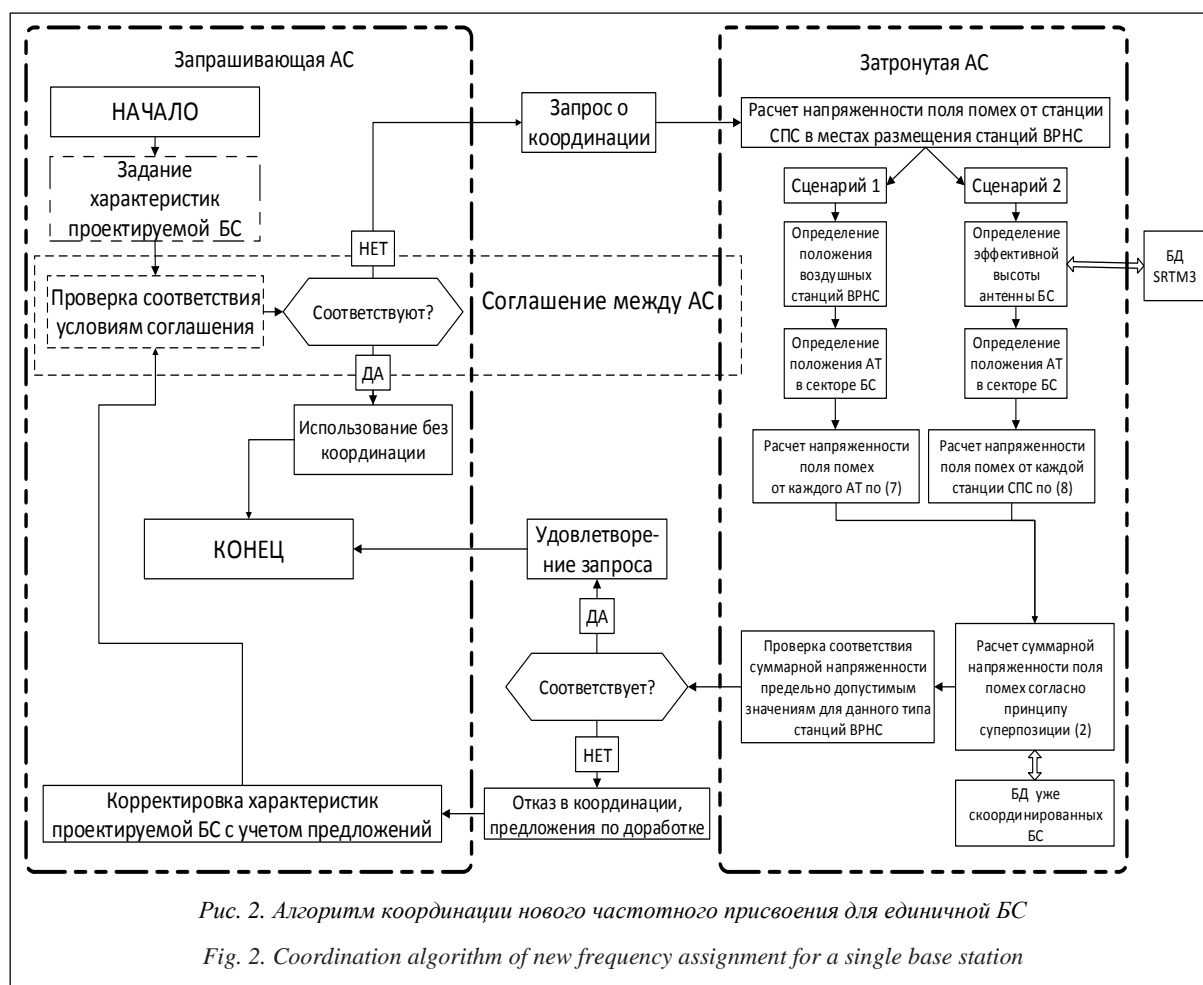 Запрашивающая АС
НАЧАЛО
Задание
характеристик
проектируемой БС
Проверка соответствия
условиям соглашения
Соответствуют?
НЕТ
ДА
Соглашение между АС
Использование без
координации
КОНЕЦ
Запрос о
координации
Затронутая АС
Расчет напряженности поля помех от станции
СПС в местах размещения станций ВРНС
Сценарий 1
Сценарий 2
Определение
положения
воздушных
станций ВРНС
Определение
эффективной
высоты
антенны БС
БД
SRTM3
Определение
положения АТ
в секторе БС
Определение
положения АТ
в секторе БС
Расчет напряженности
поля помех
от каждого АТ по (7)
Расчет напряженности
поля помех от каждой
станции СПС по (8)
Расчет суммарной
напряженности поля
помех согласно
принципу
суперпозиции (2)
БД уже
скоординированных
БС
Проверка соответствия
суммарной напряженности
предельно допустимым
значениям для данного типа
станций ВРНС
Соответствует?
ДА
Удовлетворе-
ние запроса
НЕТ
Отказ в координации,
предложения по доработке
Корректировка характеристик
проектируемой БС с учетом предложений
Рис. 2. Алгоритм координации нового частотного присвоения для единичной БС
Fig. 2. Coordination algorithm of new frequency assignment for a single base station